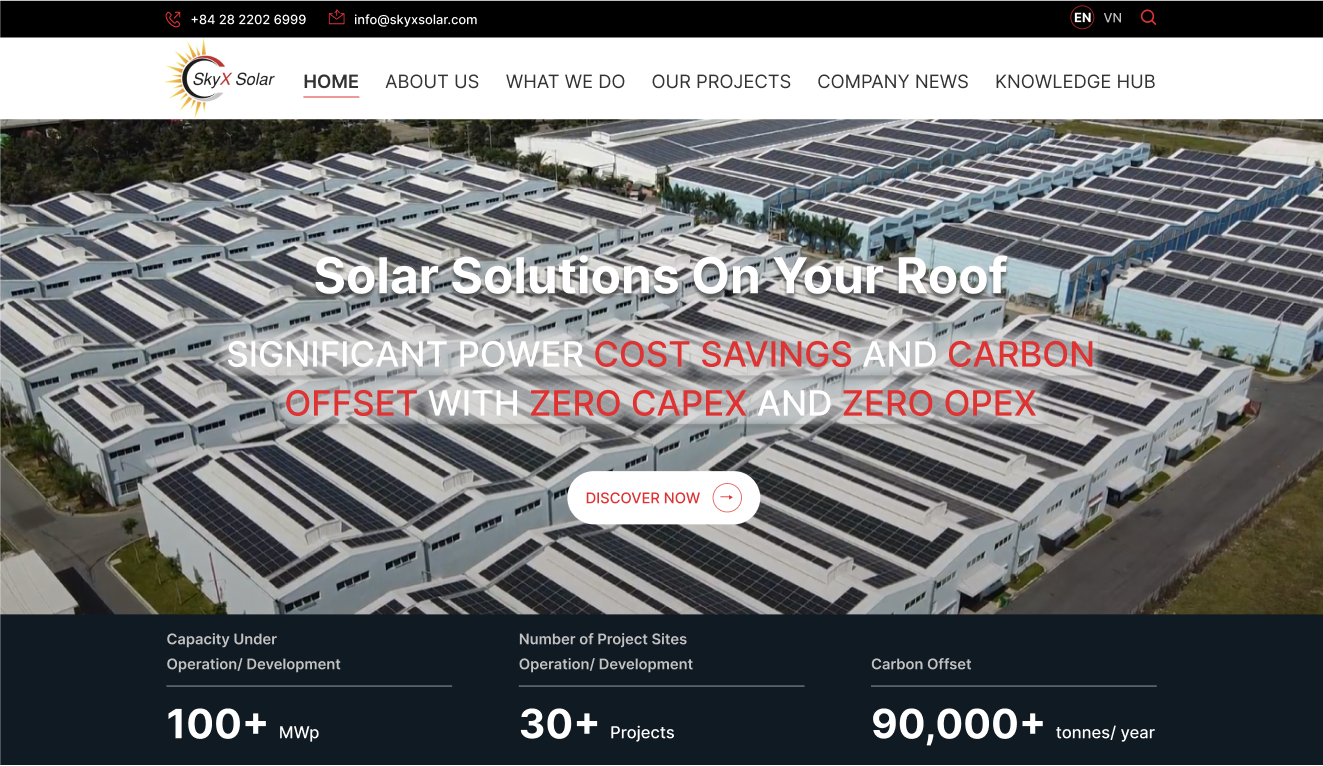 +84 28 2202 6999 info@skyxsolar.com EN VN
SkyX Solar HOME ABOUT US WHAT WE DO OUR PROJECTS COMPANY NEWS KNOWLEDGE HUB
Solar Solutions On Your Roof
SIGNIFICANT POWER COST SAVINGS AND CARBON
OFFSET WITH ZERO CAPEX AND ZERO OPEX
DISCOVER NOW
Capacity Under
Operation/ Development
100+ MWp
Number of Project Sites
Operation/ Development
30+ Projects
Carbon Offset
90,000+ tonnes/ year